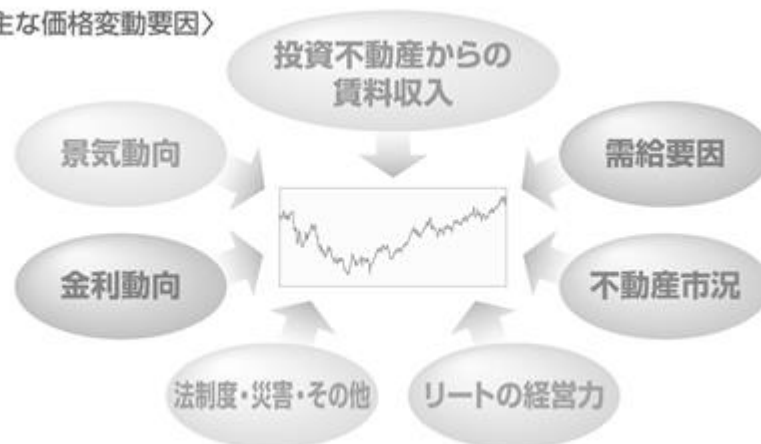 主な価格変動要因〉
投資不動産からの
賃料収入
景気動向
需給要因
金利動向
不動産市況
法制度・災害・その他
リートの経営力